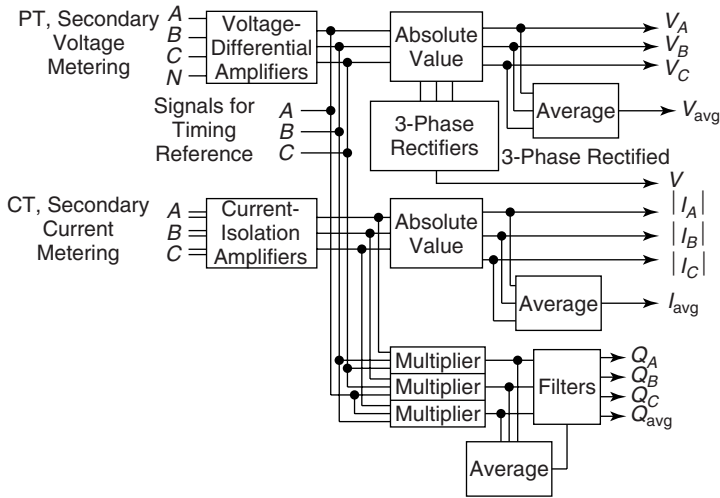 PT, Secondary
Voltage
Metering
A
B
C
N
Voltage-
Differential
Amplifiers
Absolute
Value
V_A
V_B
V_C
Average
V_avg
Signals for
Timing
Reference
A
B
C
3-Phase
Rectifiers
3-Phase Rectified
V
CT, Secondary
Current
Metering
A
B
C
Current-
Isolation
Amplifiers
Absolute
Value
|I_A|
|I_B|
|I_C|
Average
I_avg
Multiplier
Multiplier
Multiplier
Filters
Q_A
Q_B
Q_C
Q_avg
Average